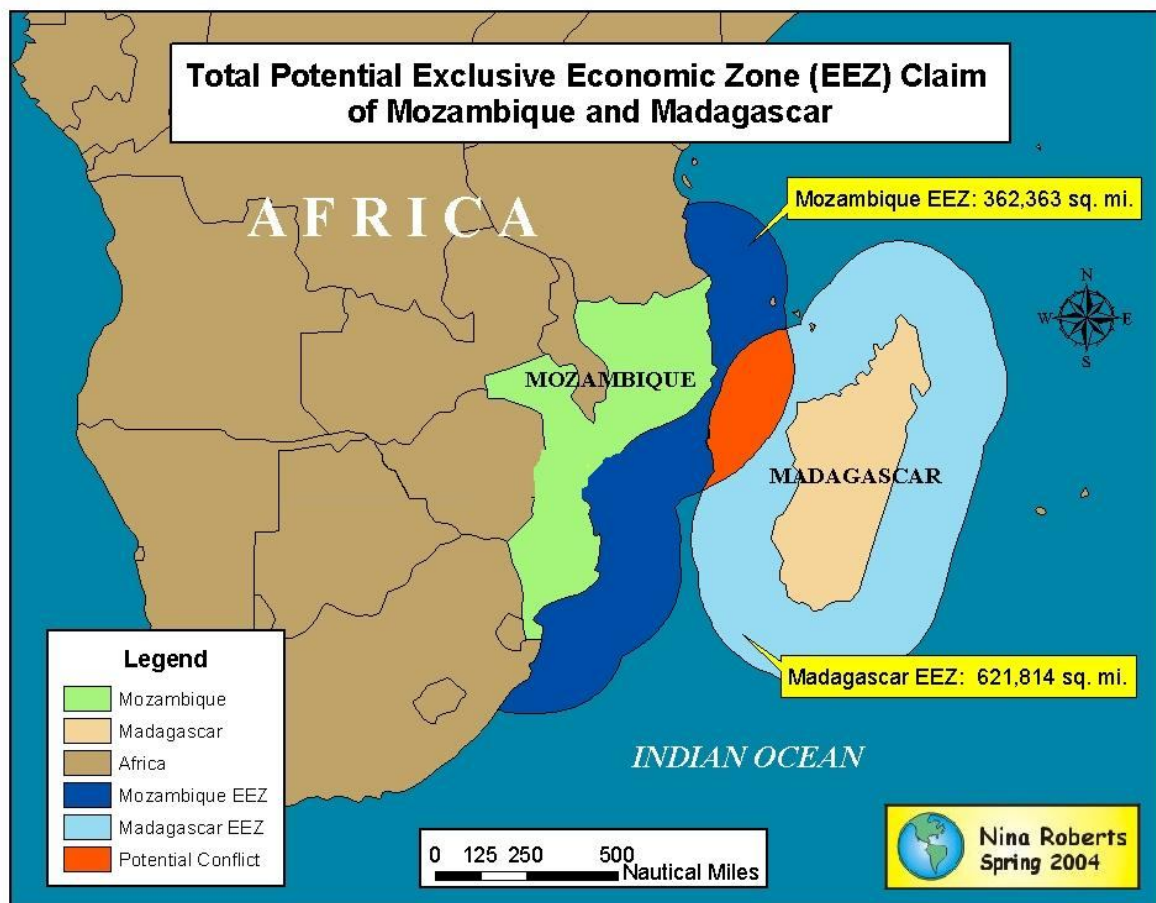 Total Potential Exclusive Economic Zone (EEZ) Claim
of Mozambique and Madagascar
AFRICA
Mozambique EEZ: 362,363 sq. mi.
N
W E
S
MOZAMBIQUE
MADAGASCAR
Madagascar EEZ: 621,814 sq. mi.
INDIAN OCEAN
Legend
Mozambique
Madagascar
Africa
Mozambique EEZ
Madagascar EEZ
Potential Conflict
0 125 250 500
Nautical Miles
Nina Roberts
Spring 2004